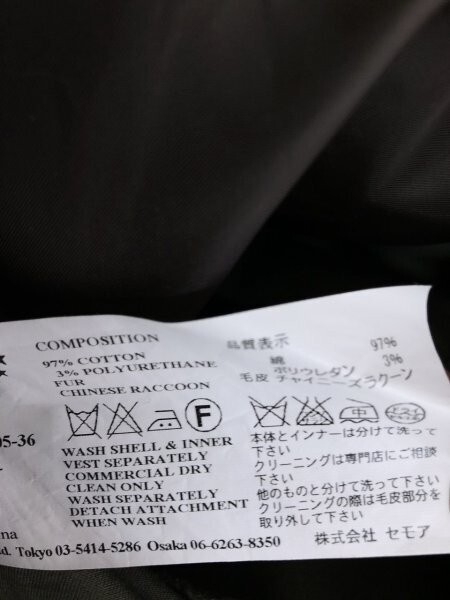 COMPOSITION
97% COTTON
3% POLYURETHANE
FUR
CHINESE RACCOON
05-36
F
WASH SHELL & INNER
VEST SEPARATELY
COMMERCIAL DRY
CLEAN ONLY
WASH SEPARATELY
DETACH ATTACHMENT
WHEN WASH
品質表示
綿 97%
ポリウレタン 3%
毛皮 チャイニーズラクーン
本体とインナーは分けて洗って
下さい
クリーニングは専門店にご相談
下さい
他のものと分けて洗って下さい
クリーニングの際は毛皮部分を
取り外して下さい
株式会社 セモア
na
d. Tokyo 03-5414-5286 Osaka 06-6263-8350